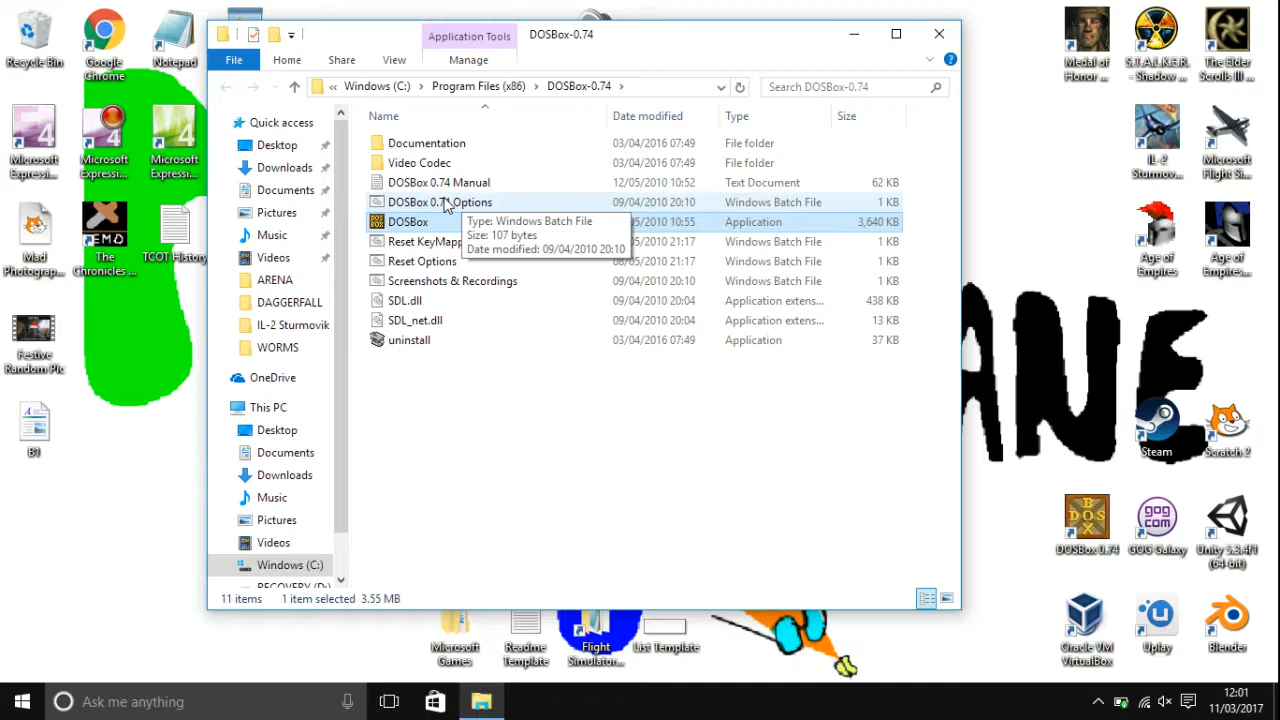 Recycle Bin
Google
Chrome
Notepad
Microsoft
Expressi...
Microsoft
Expressi...
Microsoft
Expressi...
Mad
Photograp...
The
Chronicles ...
TCOT History
Festive
Random Pic
B1
Application Tools
DOSBox-0.74
File
Home
Share
View
Manage
«
Windows (C:)
Program Files (x86)
DOSBox-0.74
Search DOSBox-0.74
Name
Date modified
Type
Size
Quick access
Desktop
Downloads
Documents
Pictures
Music
Videos
ARENA
DAGGERFALL
IL-2 Sturmovik
WORMS
OneDrive
This PC
Desktop
Documents
Downloads
Music
Pictures
Videos
Windows (C:)
RECOVERY (D:)
Documentation 03/04/2016 07:49 File folder
Video Codec 03/04/2016 07:49 File folder
DOSBox 0.74 Manual 12/05/2010 10:52 Text Document 62 KB
DOSBox 0.74 Options 09/04/2010 20:10 Windows Batch File 1 KB
DOSBox 05/2010 10:55 Application 3,640 KB
Reset KeyMapp 05/2010 21:17 Windows Batch File 1 KB
Reset Options 08/05/2010 21:17 Windows Batch File 1 KB
Screenshots & Recordings 09/04/2010 20:10 Windows Batch File 1 KB
SDL.dll 09/04/2010 20:04 Application extens... 438 KB
SDL_net.dll 09/04/2010 20:04 Application extens... 13 KB
uninstall 03/04/2016 07:49 Application 37 KB
Type: Windows Batch File
Size: 107 bytes
Date modified: 09/04/2010 20:10
11 items
1 item selected 3.55 MB
Medal of
Honor ...
S.T.A.L.K.E.R.
- Shadow ...
The Elder
Scrolls III ...
IL-2
Sturmov...
Microsoft
Flight Si...
Age of
Empires
Age of
Empires...
ANE
Steam
Scratch 2
DOS
BOX
DOSBox 0.74
gog
com
GOG Galaxy
Unity 5.3.4f1
(64-bit)
Oracle VM
VirtualBox
Uplay
Blender
Microsoft
Games
Readme
Template
Flight
Simulator...
List Template
Ask me anything
12:01
11/03/2017